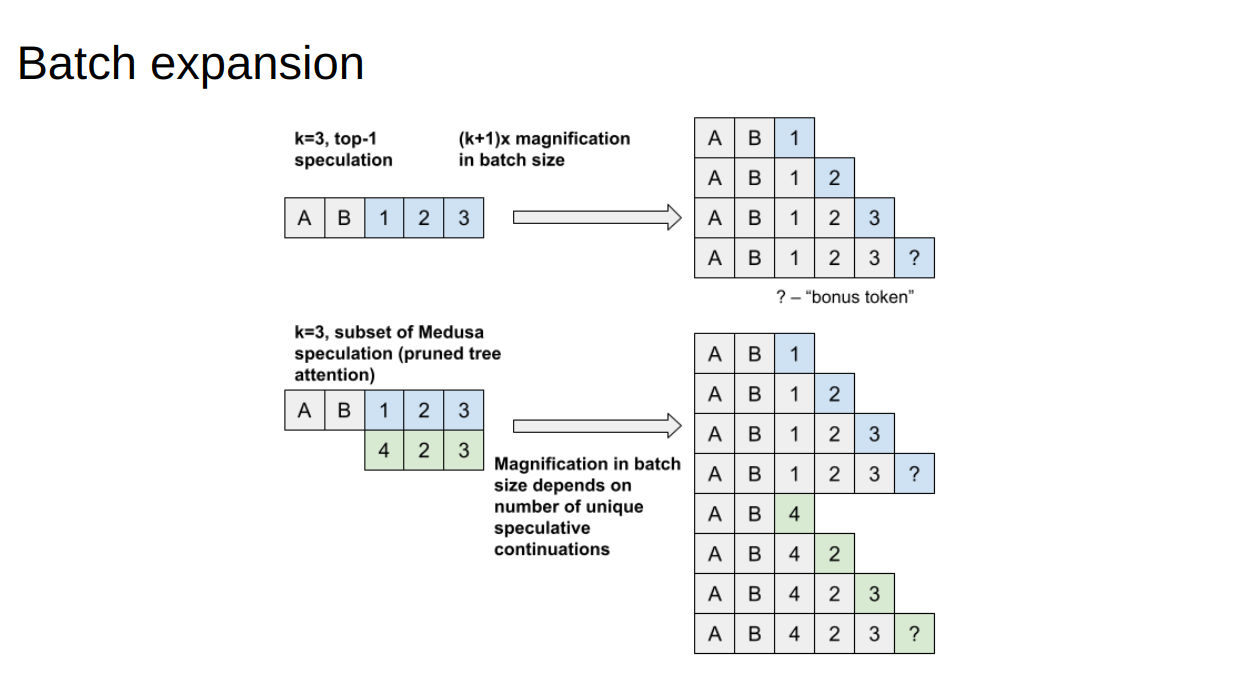 Batch expansion
k=3, top-1
speculation
(k+1)x magnification
in batch size
A B 1 2 3
A B 1
A B 1 2
A B 1 2 3
A B 1 2 3 ?
? – “bonus token”
k=3, subset of Medusa
speculation (pruned tree
attention)
A B 1 2 3
4 2 3
Magnification in batch
size depends on
number of unique
speculative
continuations
A B 1
A B 1 2
A B 1 2 3
A B 1 2 3 ?
A B 4
A B 4 2
A B 4 2 3
A B 4 2 3 ?